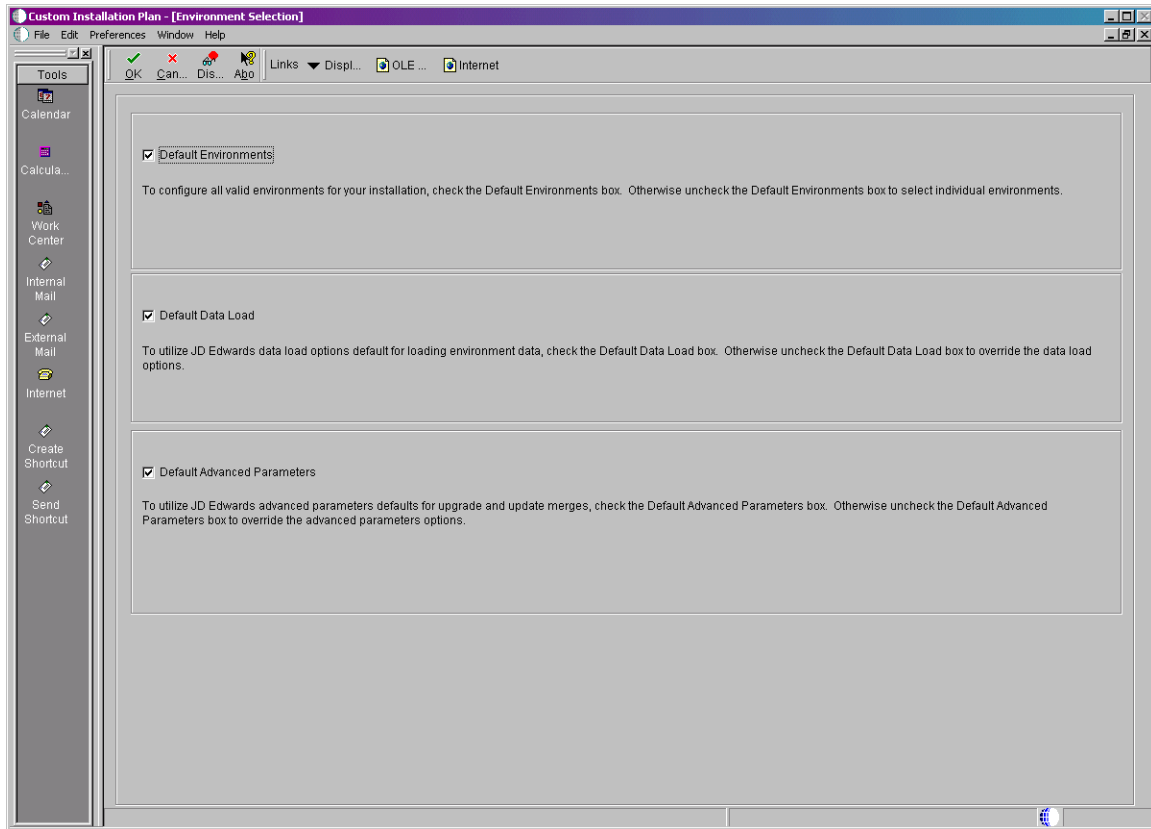 Custom Installation Plan - [Environment Selection]
File Edit Preferences Window Help
OK Can... Dis... Abo Links Displ... OLE ... Internet
Tools
Calendar
Calcula...
Work
Center
Internal
Mail
External
Mail
Internet
Create
Shortcut
Send
Shortcut
Default Environments
To configure all valid environments for your installation, check the Default Environments box. Otherwise uncheck the Default Environments box to select individual environments.
Default Data Load
To utilize JD Edwards data load options default for loading environment data, check the Default Data Load box. Otherwise uncheck the Default Data Load box to override the data load
options.
Default Advanced Parameters
To utilize JD Edwards advanced parameters defaults for upgrade and update merges, check the Default Advanced Parameters box. Otherwise uncheck the Default Advanced
Parameters box to override the advanced parameters options.